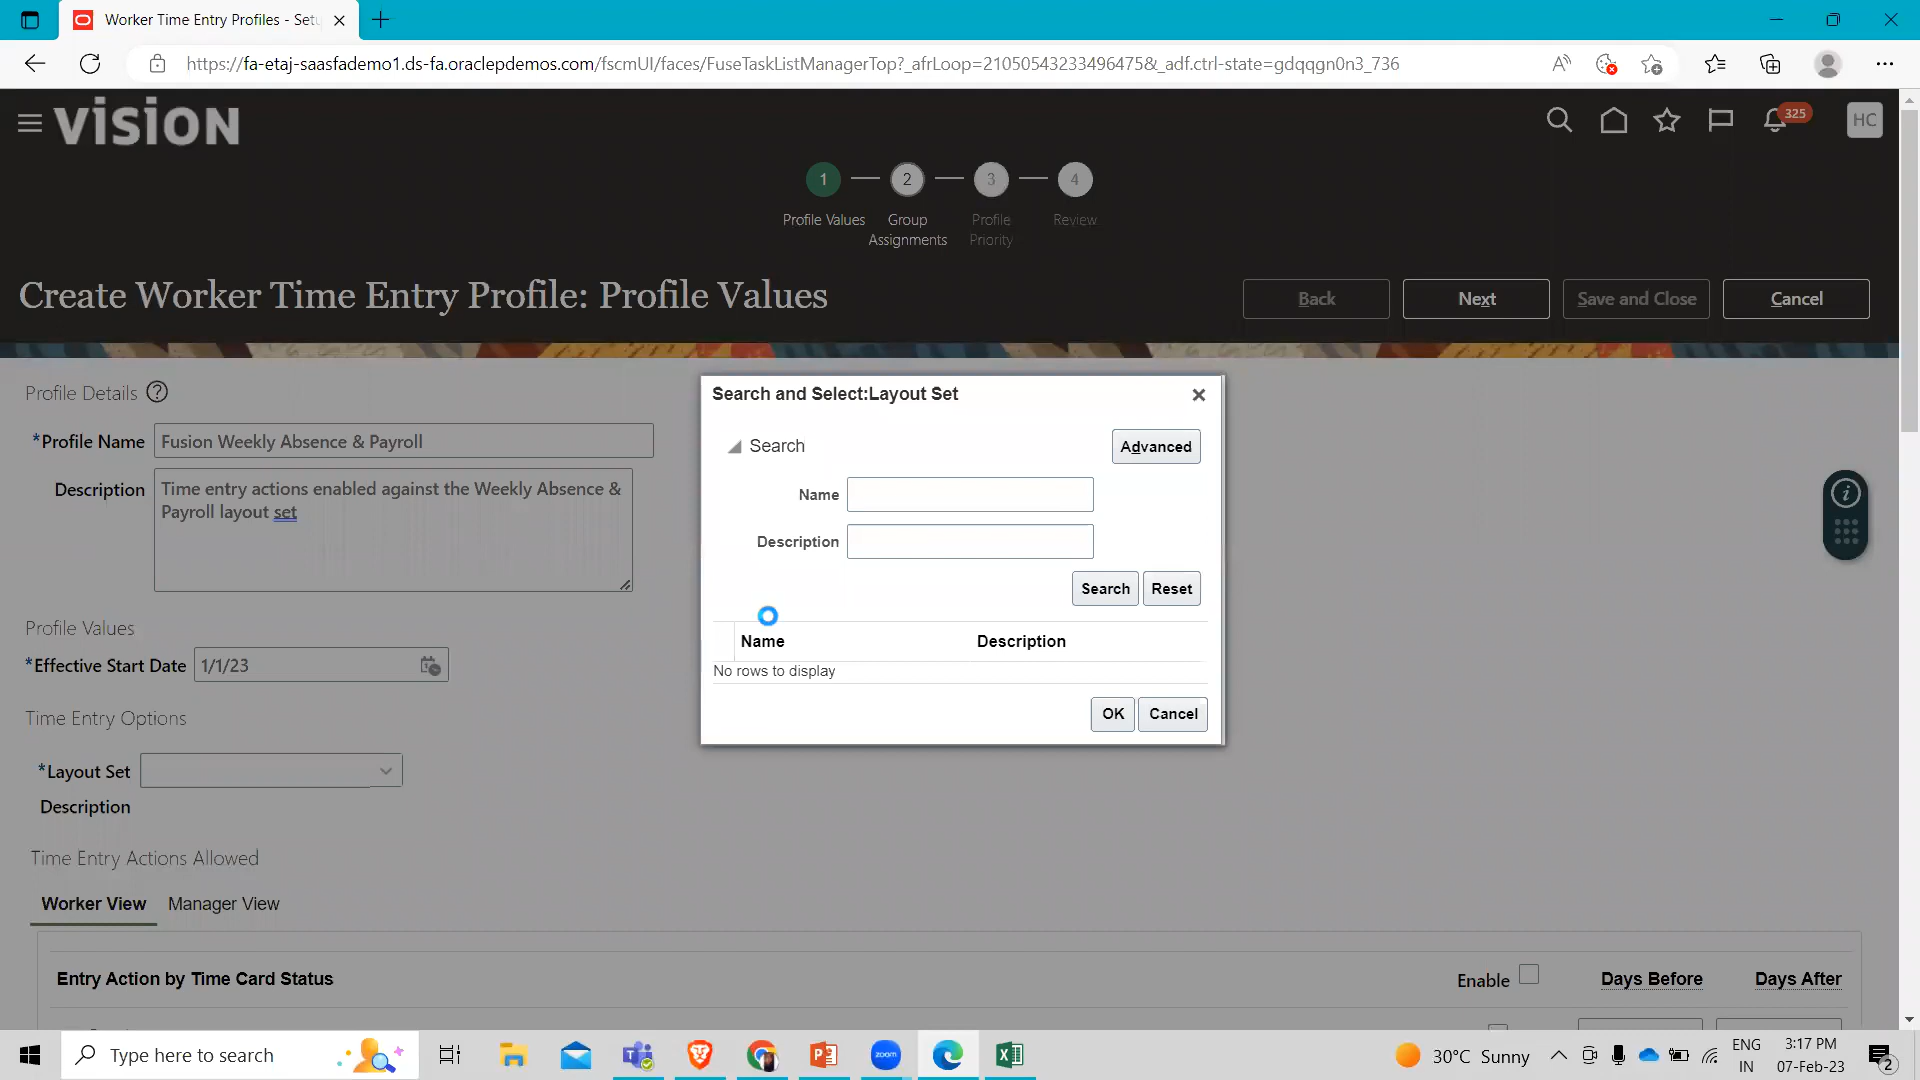 Worker Time Entry Profiles - Setu
https://fa-etaj-saasfademo1.ds-fa.oraclepdemos.com/fscmUI/faces/FuseTaskListManagerTop?_afrLoop=2105054323349​6475&_adf.ctrl-state=gdqqgn0n3_736
vision
325
HC
1 2 3 4
Profile Values Group Assignments Profile Priority Review
Create Worker Time Entry Profile: Profile Values
Back Next Save and Close Cancel
Profile Details ?
*Profile Name Fusion Weekly Absence & Payroll
Description Time entry actions enabled against the Weekly Absence &
Payroll layout set
Profile Values
*Effective Start Date 1/1/23
Time Entry Options
*Layout Set
Description
Time Entry Actions Allowed
Worker View Manager View
Entry Action by Time Card Status Enable Days Before Days After
Search and Select:Layout Set
Search Advanced
Name
Description
Search Reset
Name Description
No rows to display
OK Cancel
Type here to search
zoom
30°C Sunny
ENG
IN
3:17 PM
07-Feb-23
2